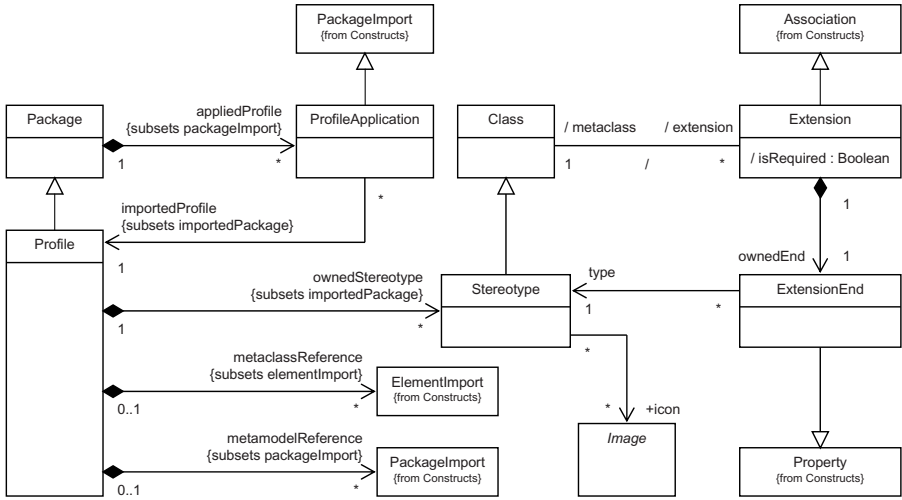 PackageImport
{from Constructs}
Association
{from Constructs}
Package
appliedProfile
{subsets packageImport}
1
*
ProfileApplication
Class
/ metaclass
/ extension
1
/
*
Extension
/ isRequired : Boolean
*
1
importedProfile
{subsets importedPackage}
1
Profile
ownedEnd
1
ownedStereotype
{subsets importedPackage}
1
*
Stereotype
type
1
*
ExtensionEnd
*
metaclassReference
{subsets elementImport}
0..1
*
ElementImport
{from Constructs}
*
+icon
Image
metamodelReference
{subsets packageImport}
0..1
*
PackageImport
{from Constructs}
Property
{from Constructs}